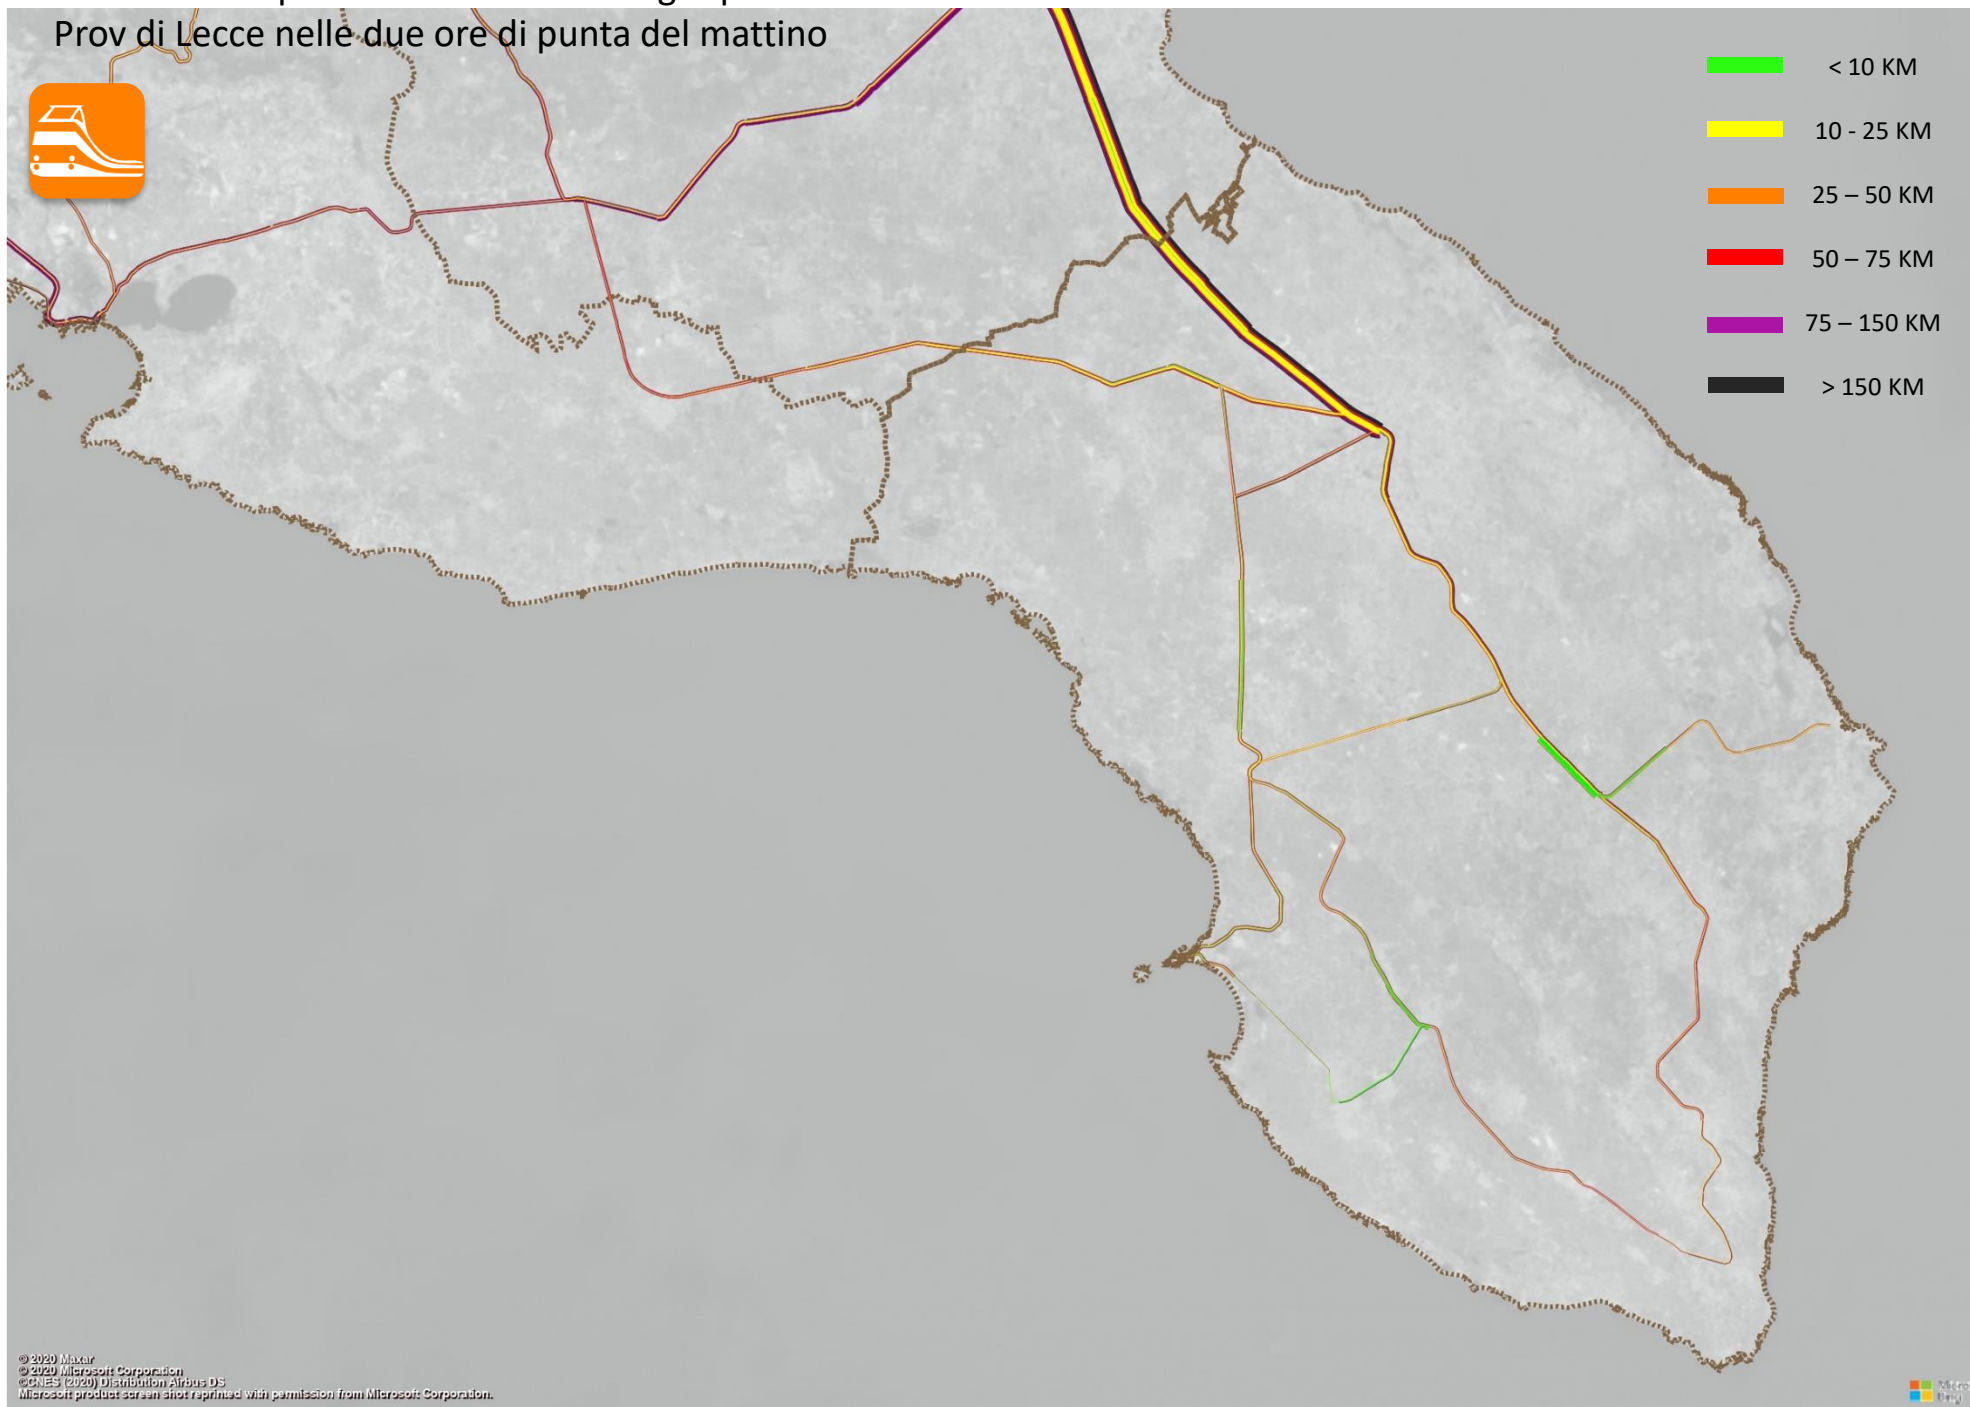 Prov di Lecce nelle due ore di punta del mattino
< 10 KM
10 - 25 KM
25 – 50 KM
50 – 75 KM
75 – 150 KM
> 150 KM
© 2020 Maxar
© 2020 Microsoft Corporation
©CNES (2020) Distribution Airbus DS
Microsoft product screen shot reprinted with permission from Microsoft Corporation.